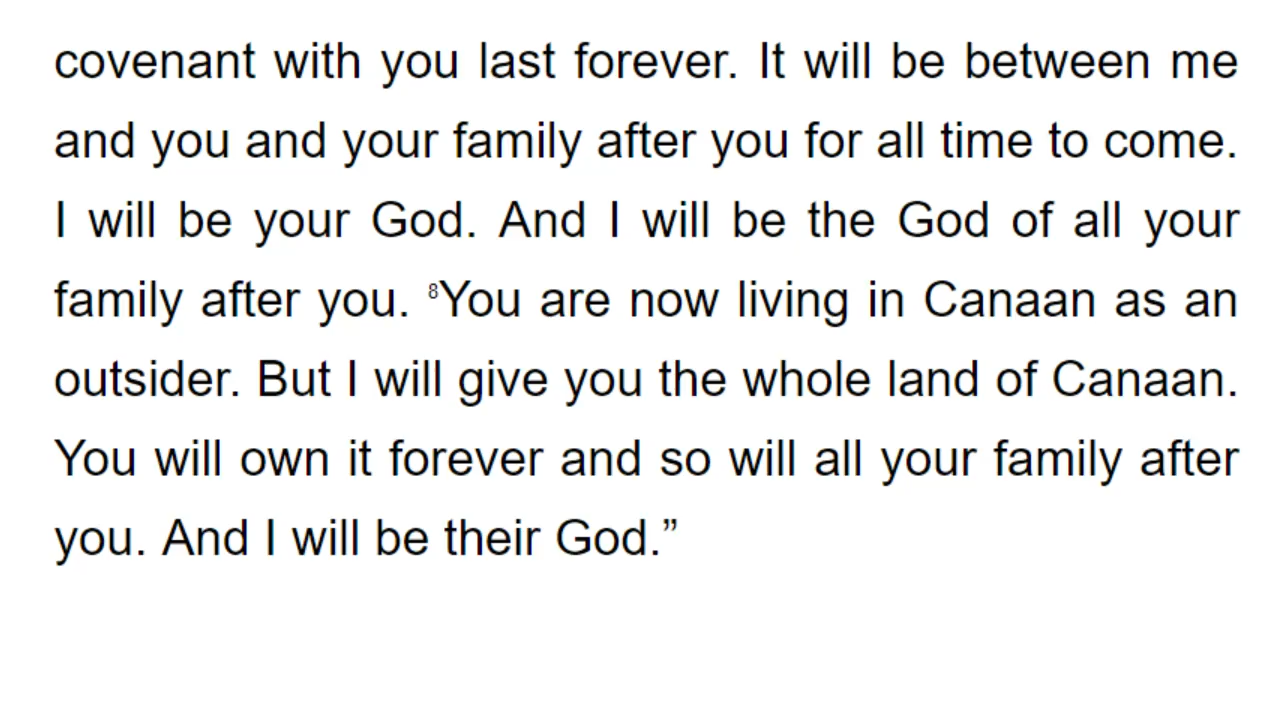 covenant with you last forever. It will be between me
and you and your family after you for all time to come.
I will be your God. And I will be the God of all your
family after you. ⁸You are now living in Canaan as an
outsider. But I will give you the whole land of Canaan.
You will own it forever and so will all your family after
you. And I will be their God.”